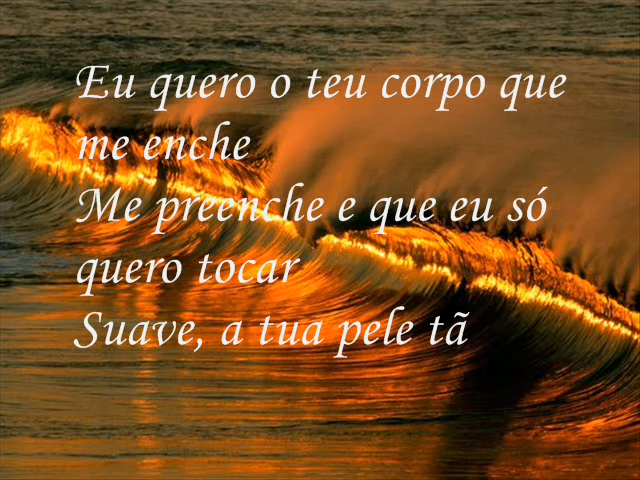 Eu quero o teu corpo que
me enche
Me preenche e que eu só
quero tocar
Suave, a tua pele tã